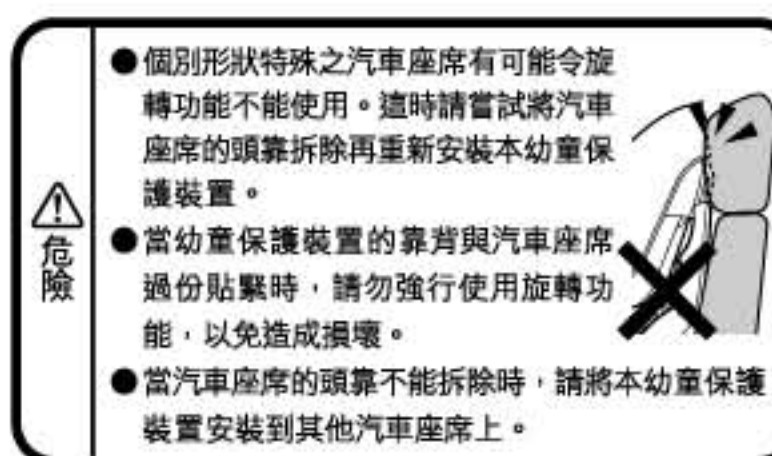 ●個別形狀特殊之汽車座席有可能令旋
轉功能不能使用。這時請嘗試將汽車
座席的頭靠拆除再重新安裝本幼童保
護裝置。
危險
●當幼童保護裝置的靠背與汽車座席
過份貼緊時，請勿強行使用旋轉功
能，以免造成損壞。
●當汽車座席的頭靠不能拆除時，請將本幼童保護
裝置安裝到其他汽車座席上。